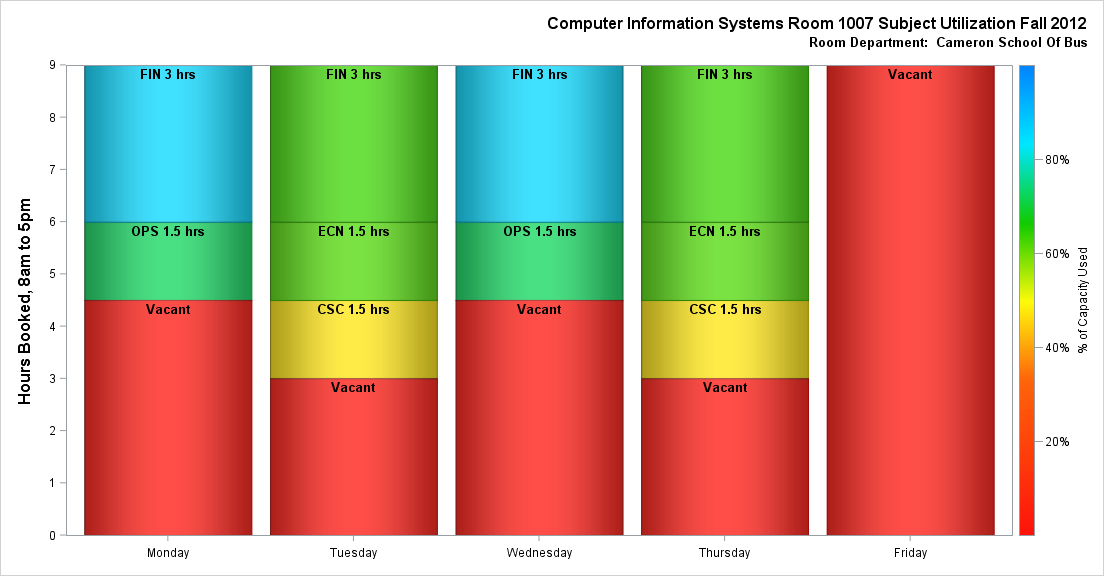 Computer Information Systems Room 1007 Subject Utilization Fall 2012
Room Department:  Cameron School Of Bus
Hours Booked, 8am to 5pm
9
8
7
6
5
4
3
2
1
0
FIN 3 hrs
OPS 1.5 hrs
Vacant
FIN 3 hrs
ECN 1.5 hrs
CSC 1.5 hrs
Vacant
FIN 3 hrs
OPS 1.5 hrs
Vacant
FIN 3 hrs
ECN 1.5 hrs
CSC 1.5 hrs
Vacant
Vacant
Monday
Tuesday
Wednesday
Thursday
Friday
80%
60%
40%
20%
% of Capacity Used